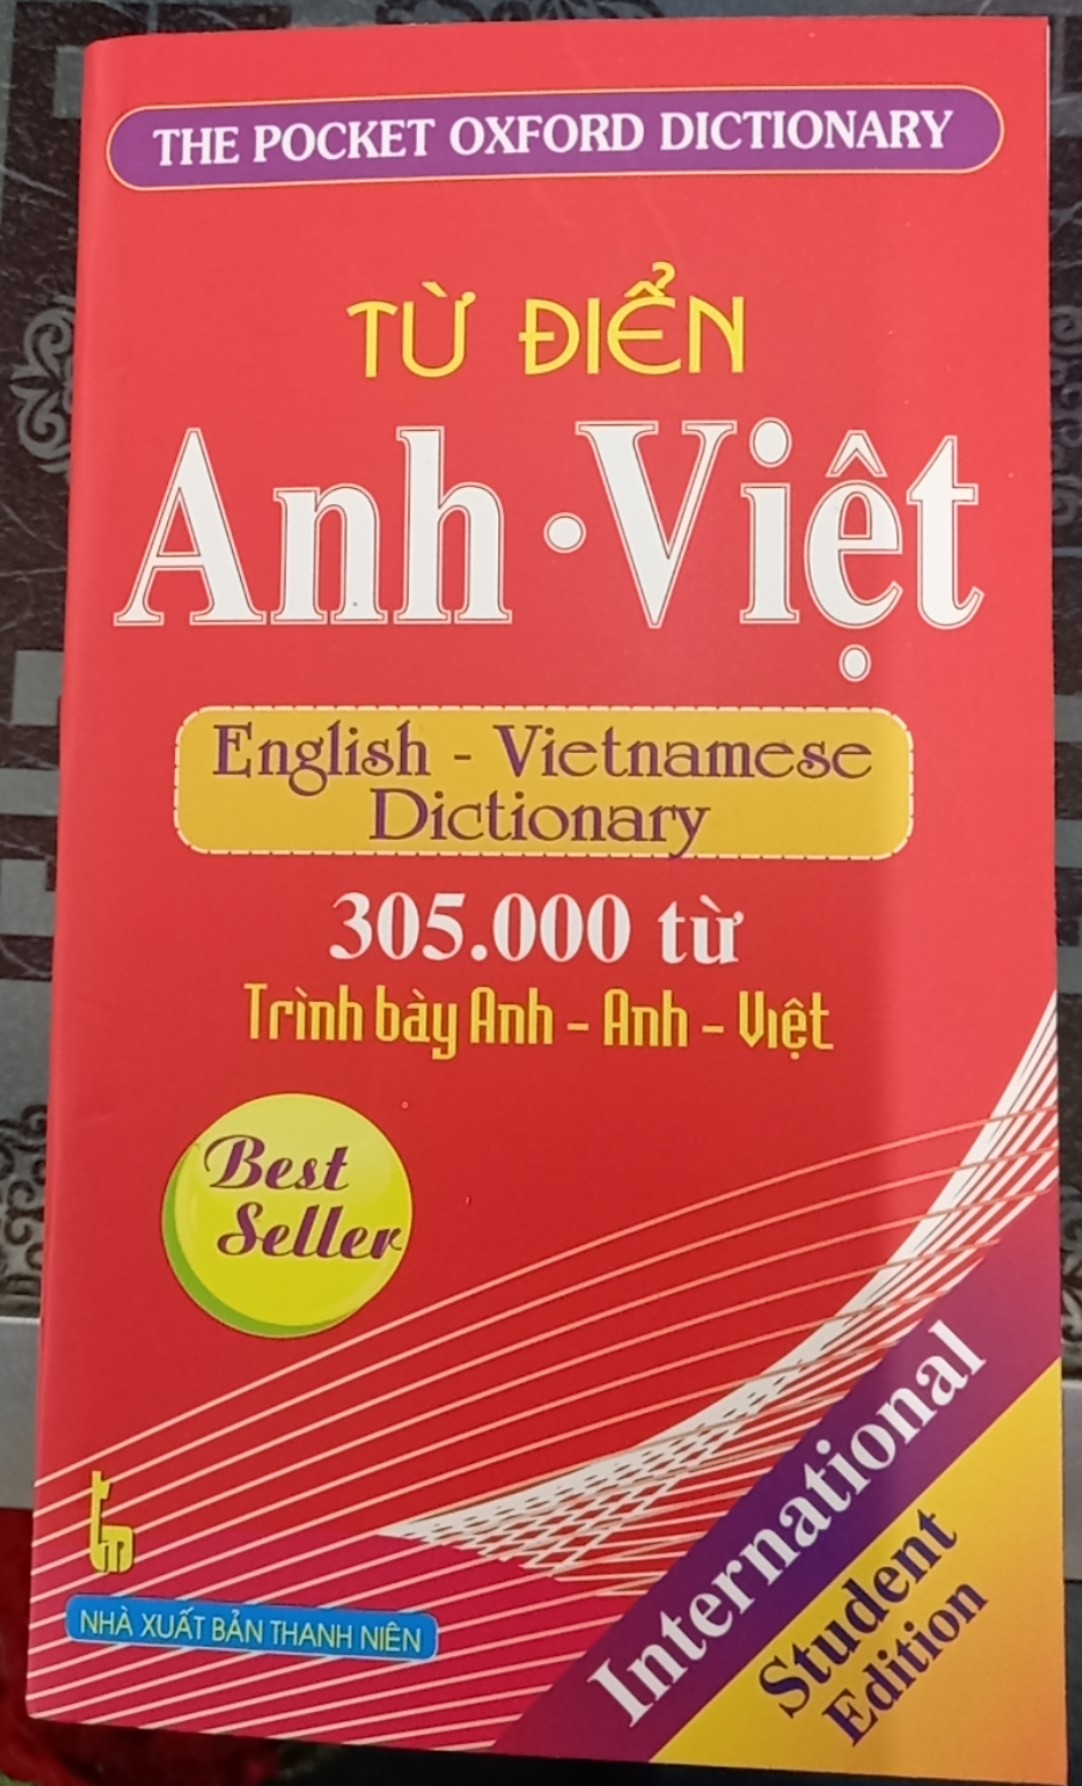 THE POCKET OXFORD DICTIONARY
TỪ ĐIỂN
Anh·Việt
English - Vietnamese
Dictionary
305.000 từ
Trình bày Anh - Anh - Việt
Best
Seller
International
Student
Edition
NHÀ XUẤT BẢN THANH NIÊN